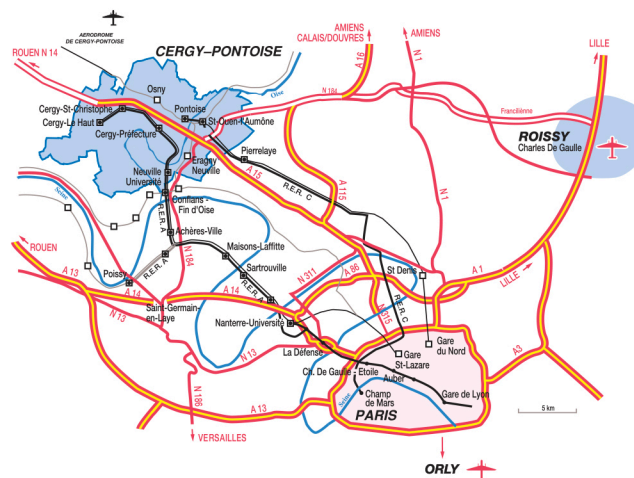 AERODROME
DE CERGY-PONTOISE
CERGY–PONTOISE
AMIENS
CALAIS/DOUVRES
AMIENS
LILLE
ROUEN N 14
A 16
N 1
Oise
N 184
Osny
Franciliénne
Cergy-St-Christophe
Pontoise
Cergy-Le Haut
St-Ouen-l'Aumône
Cergy-Préfecture
ROISSY
Charles De Gaulle
Pierrelaye
Eragny
Neuville
A 15
Neuville
Université
R.E.R. C
A 115
N 1
Seine
Conflans -
Fin d'Oise
R.E.R. A
Achères-Ville
N 184
Maisons-Laffitte
ROUEN
R.E.R. A
N 311
A 86
St Denis
A 1
LILLE
Poissy
Sartrouville
A 13
A 14
A 14
R.E.R. A
R.E.R. C
N 315
Saint-Germain-
en-Laye
N 13
Nanterre-Université
Gare
du Nord
La Défense
Gare
St-Lazare
A3
N 13
Ch. De Gaulle - Etoile
Auber
N 186
Champ
de Mars
Gare de Lyon
A 13
Seine
PARIS
5 km
VERSAILLES
ORLY